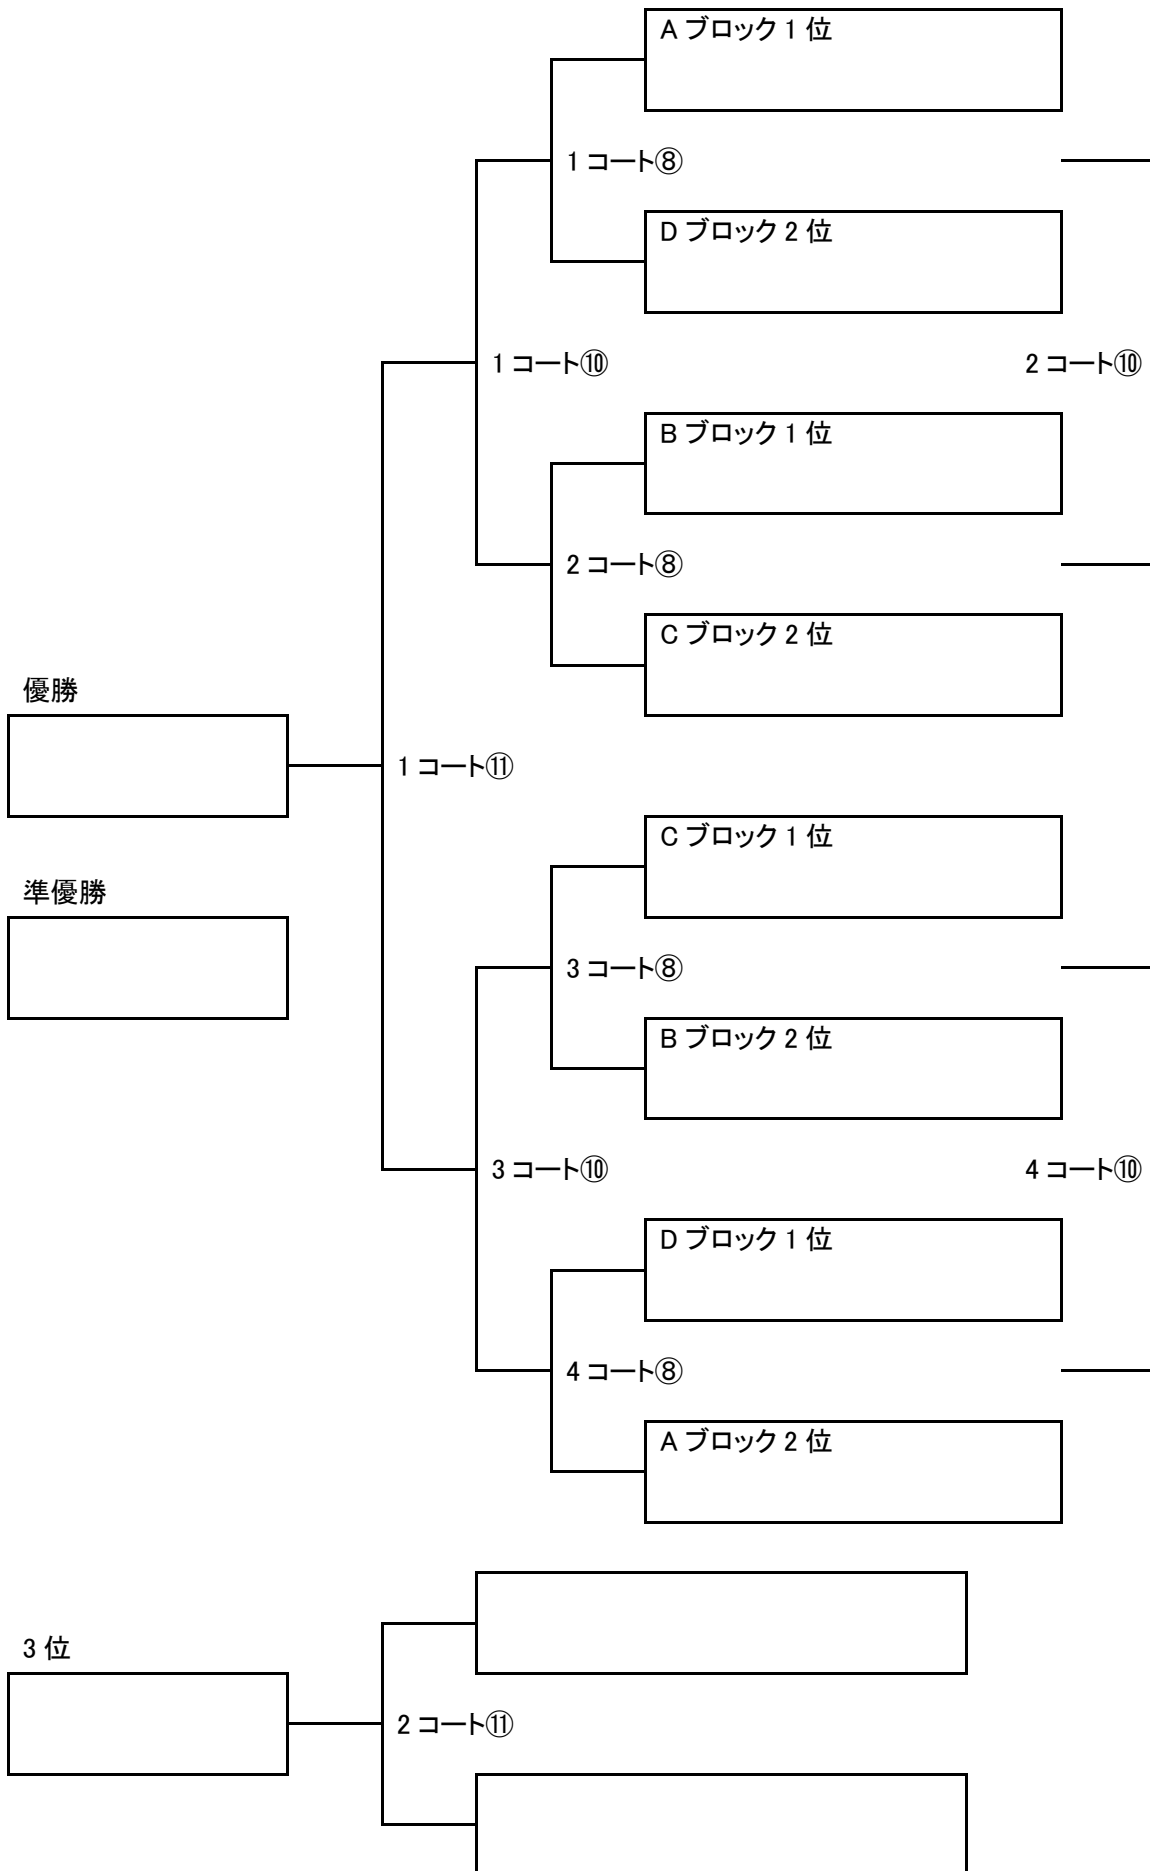 A ブロック 1 位
1 コート⑧
D ブロック 2 位
1 コート⑩
2 コート⑩
B ブロック 1 位
2 コート⑧
C ブロック 2 位
優勝
1 コート⑪
C ブロック 1 位
準優勝
3 コート⑧
B ブロック 2 位
3 コート⑩
4 コート⑩
D ブロック 1 位
4 コート⑧
A ブロック 2 位
3 位
2 コート⑪